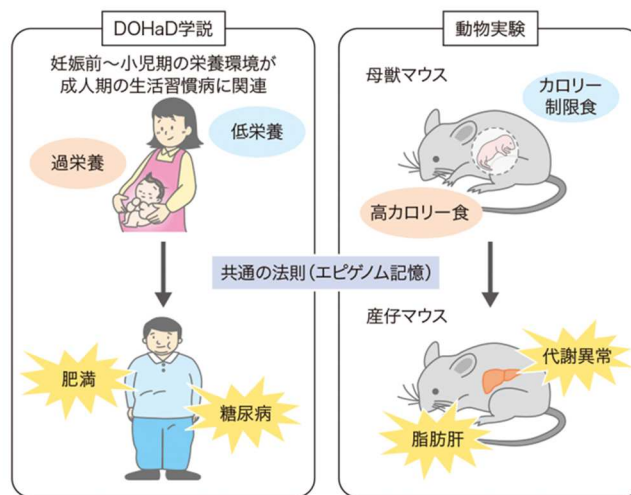 DOHaD学説
妊娠前～小児期の栄養環境が
成人期の生活習慣病に関連
低栄養
過栄養
動物実験
母獣マウス
カロリー
制限食
高カロリー食
共通の法則（エピゲノム記憶）
肥満
糖尿病
産仔マウス
代謝異常
脂肪肝